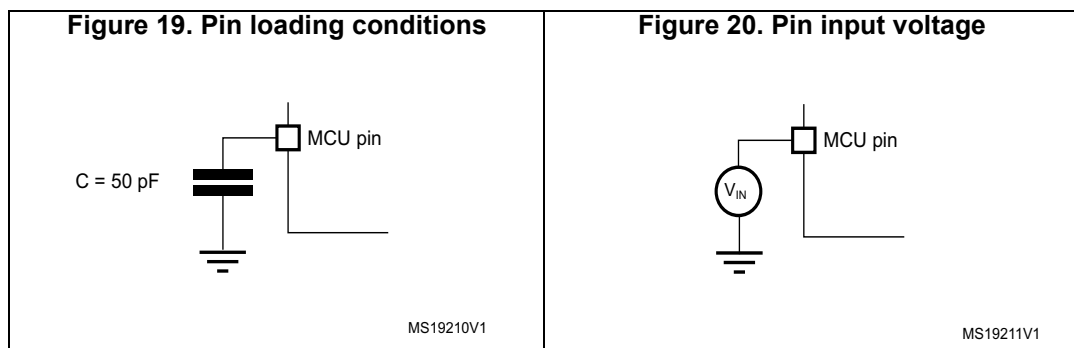 Figure 19. Pin loading conditions
MCU pin
C = 50 pF
MS19210V1
Figure 20. Pin input voltage
MCU pin
VIN
MS19211V1